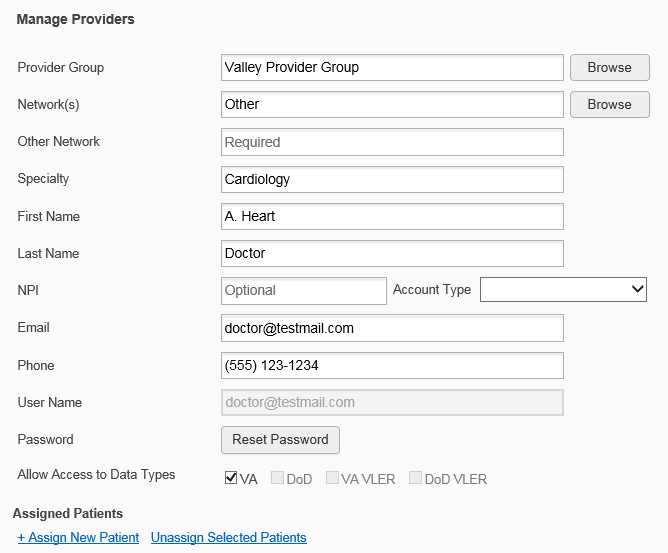 Manage Providers
Provider Group Valley Provider Group Browse
Network(s) Other Browse
Other Network Required
Specialty Cardiology
First Name A. Heart
Last Name Doctor
NPI Optional Account Type
Email doctor@testmail.com
Phone (555) 123-1234
User Name doctor@testmail.com
Password Reset Password
Allow Access to Data Types VA DoD VA VLER DoD VLER
Assigned Patients
+ Assign New Patient Unassign Selected Patients